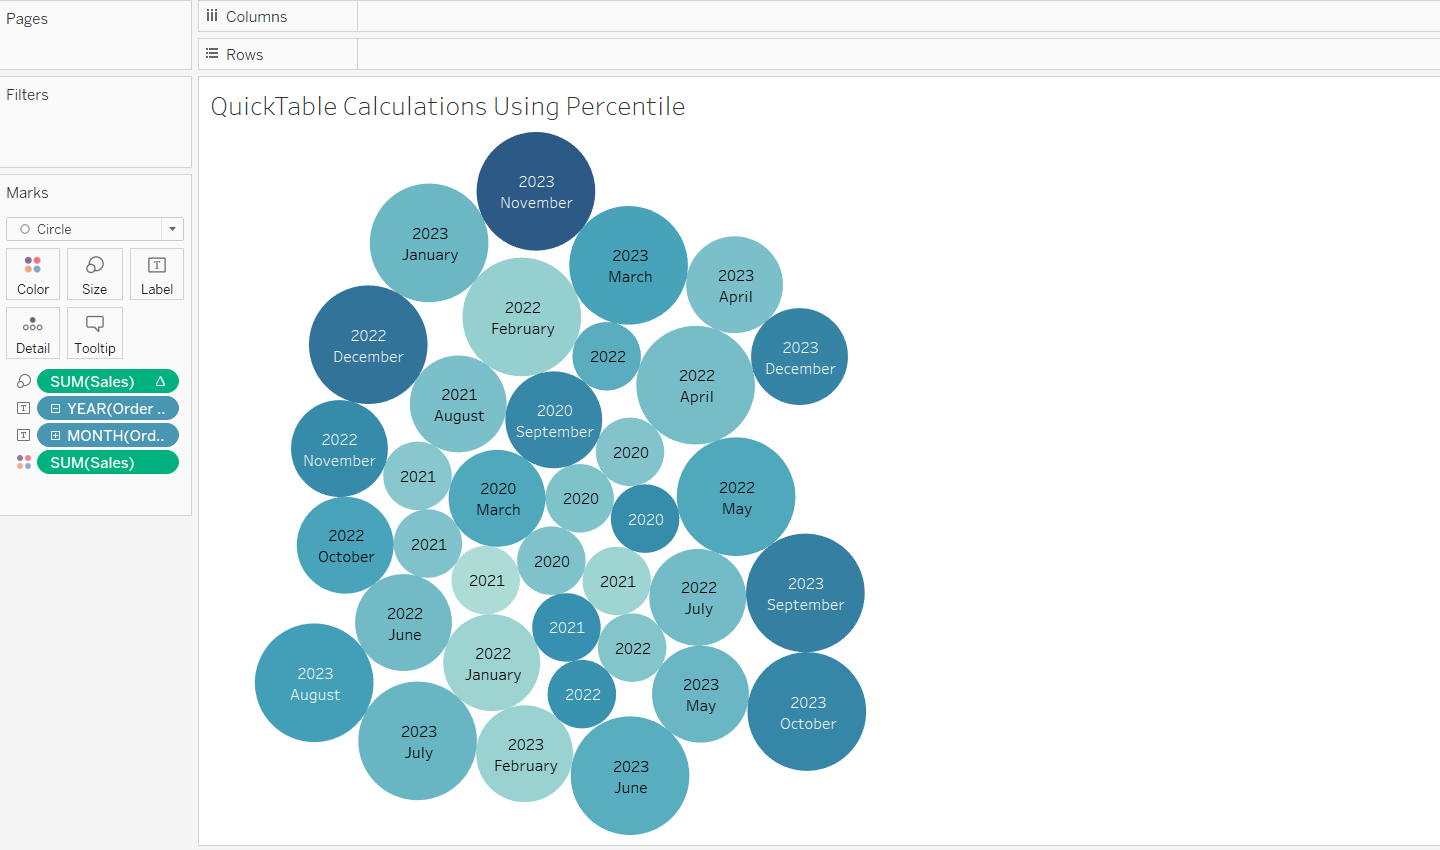 Pages
Columns
Rows
Filters
Marks
Circle
Color
Size
T
Label
Detail
Tooltip
SUM(Sales) Δ
T
YEAR(Order ..
T
MONTH(Ord..
SUM(Sales)
QuickTable Calculations Using Percentile
2023
November
2023
January
2023
March
2023
April
2022
February
2022
December
2022
2023
December
2022
April
2021
August
2020
September
2022
November
2020
2021
2020
March
2020
2022
May
2020
2022
October
2021
2020
2021
2021
2022
July
2023
September
2022
June
2021
2022
2022
January
2023
August
2022
2023
May
2023
October
2023
July
2023
February
2023
June